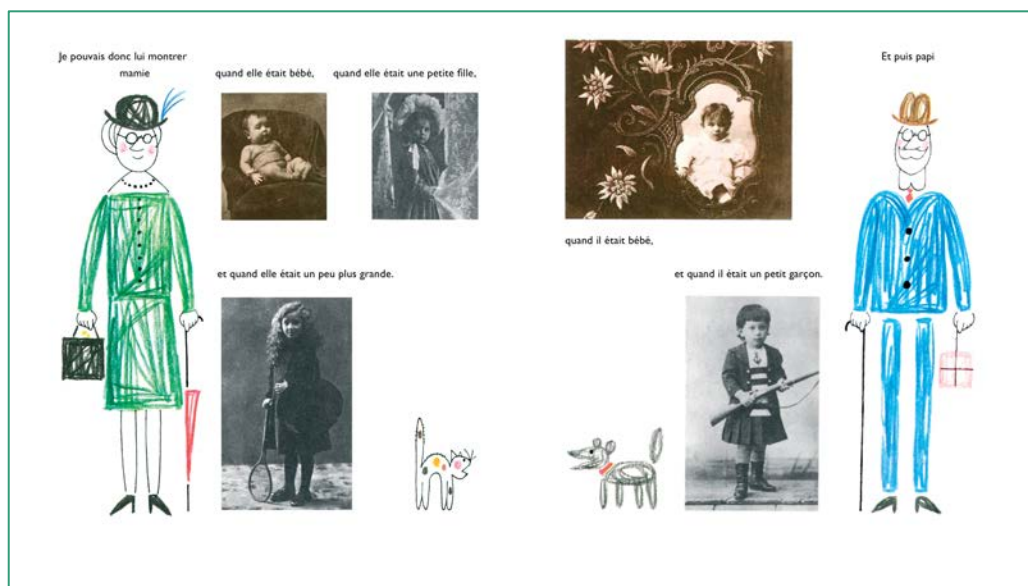 Je pouvais donc lui montrer
mamie
quand elle était bébé,
quand elle était une petite fille,
et quand elle était un peu plus grande.
Et puis papi
quand il était bébé,
et quand il était un petit garçon.